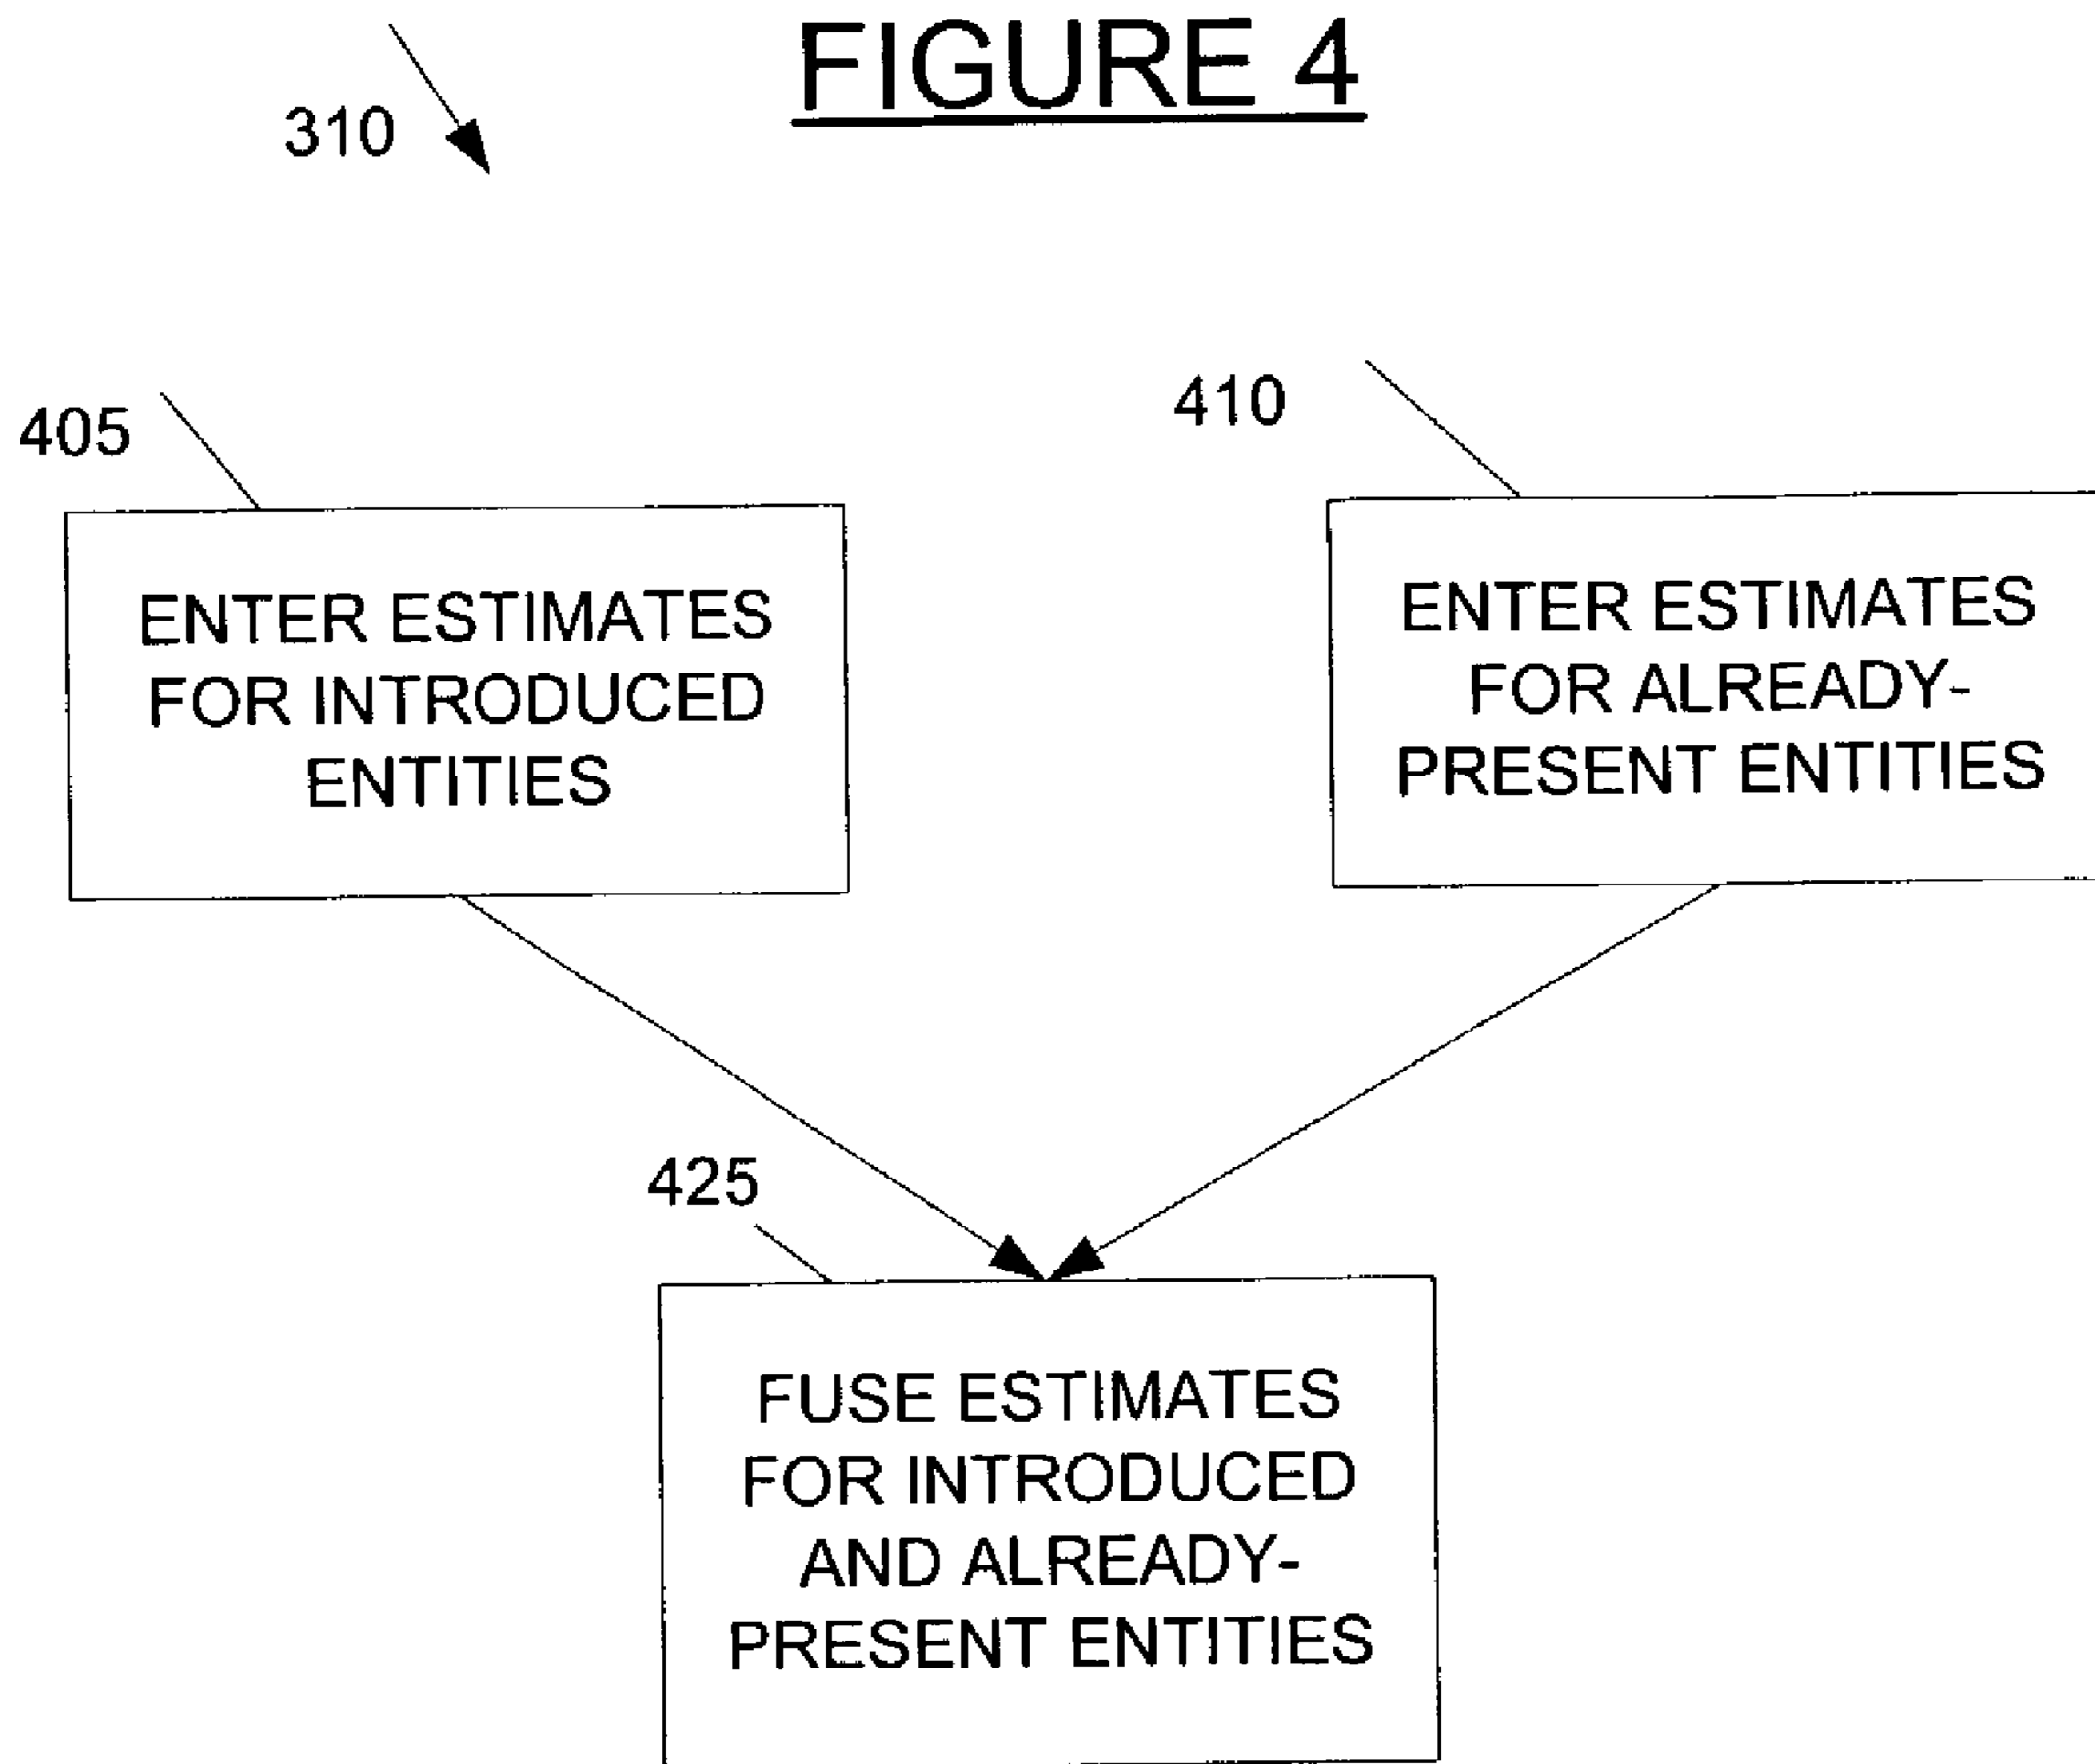 FIGURE 4
310
405
410
ENTER ESTIMATES
FOR INTRODUCED
ENTITIES
ENTER ESTIMATES
FOR ALREADY-
PRESENT ENTITIES
425
FUSE ESTIMATES
FOR INTRODUCED
AND ALREADY-
PRESENT ENTITIES